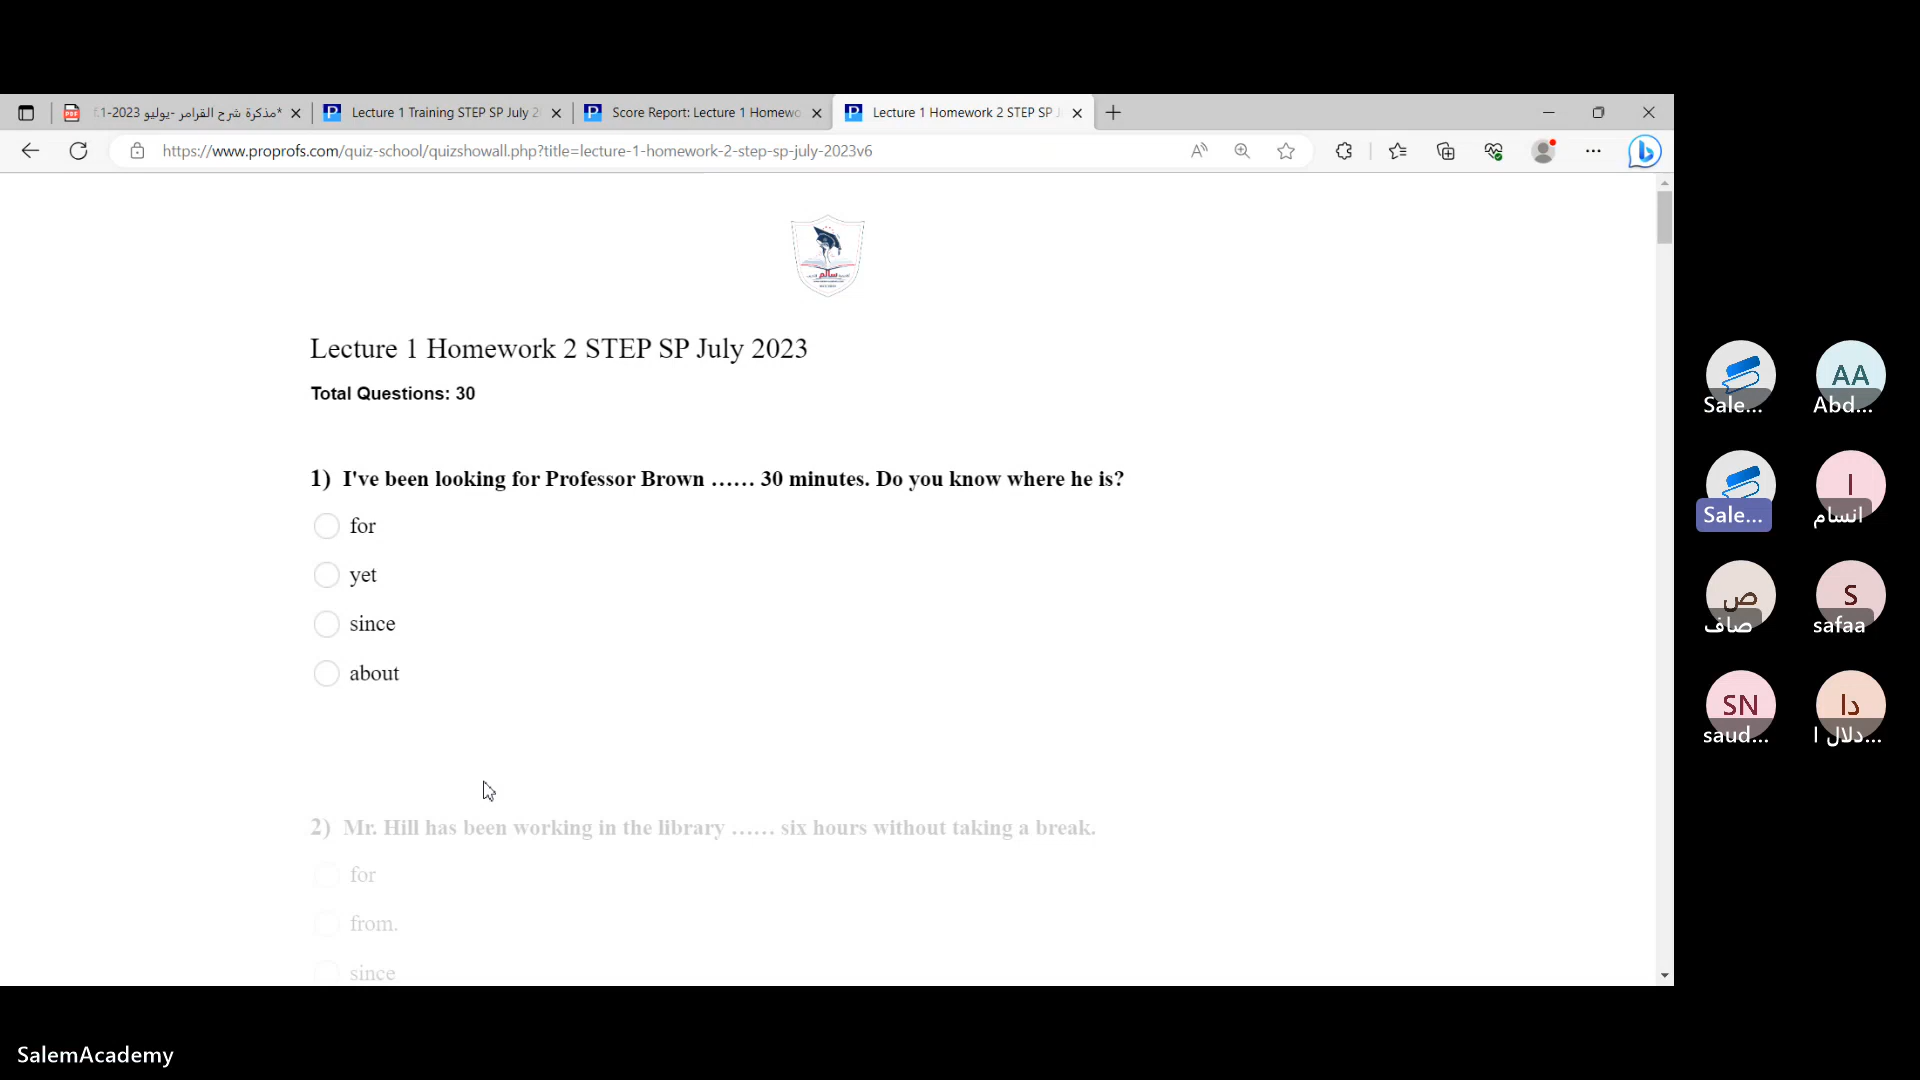 *مذكرة شرح القرامر -يوليو 2023-1
Lecture 1 Training STEP SP July 2
Score Report: Lecture 1 Homewo
Lecture 1 Homework 2 STEP SP J
https://www.proprofs.com/quiz-school/quizshowall.php?title=lecture-1-homework-2-step-sp-july-2023v6
سالم
Lecture 1 Homework 2 STEP SP July 2023
Total Questions: 30
1) I've been looking for Professor Brown …… 30 minutes. Do you know where he is?
for
yet
since
about
2) Mr. Hill has been working in the library …… six hours without taking a break.
for
from.
since
Sale...
AA
Abd...
Sale...
ا
انسام
ص
صاف
S
safaa
SN
saud...
دا
دلال ا...
SalemAcademy